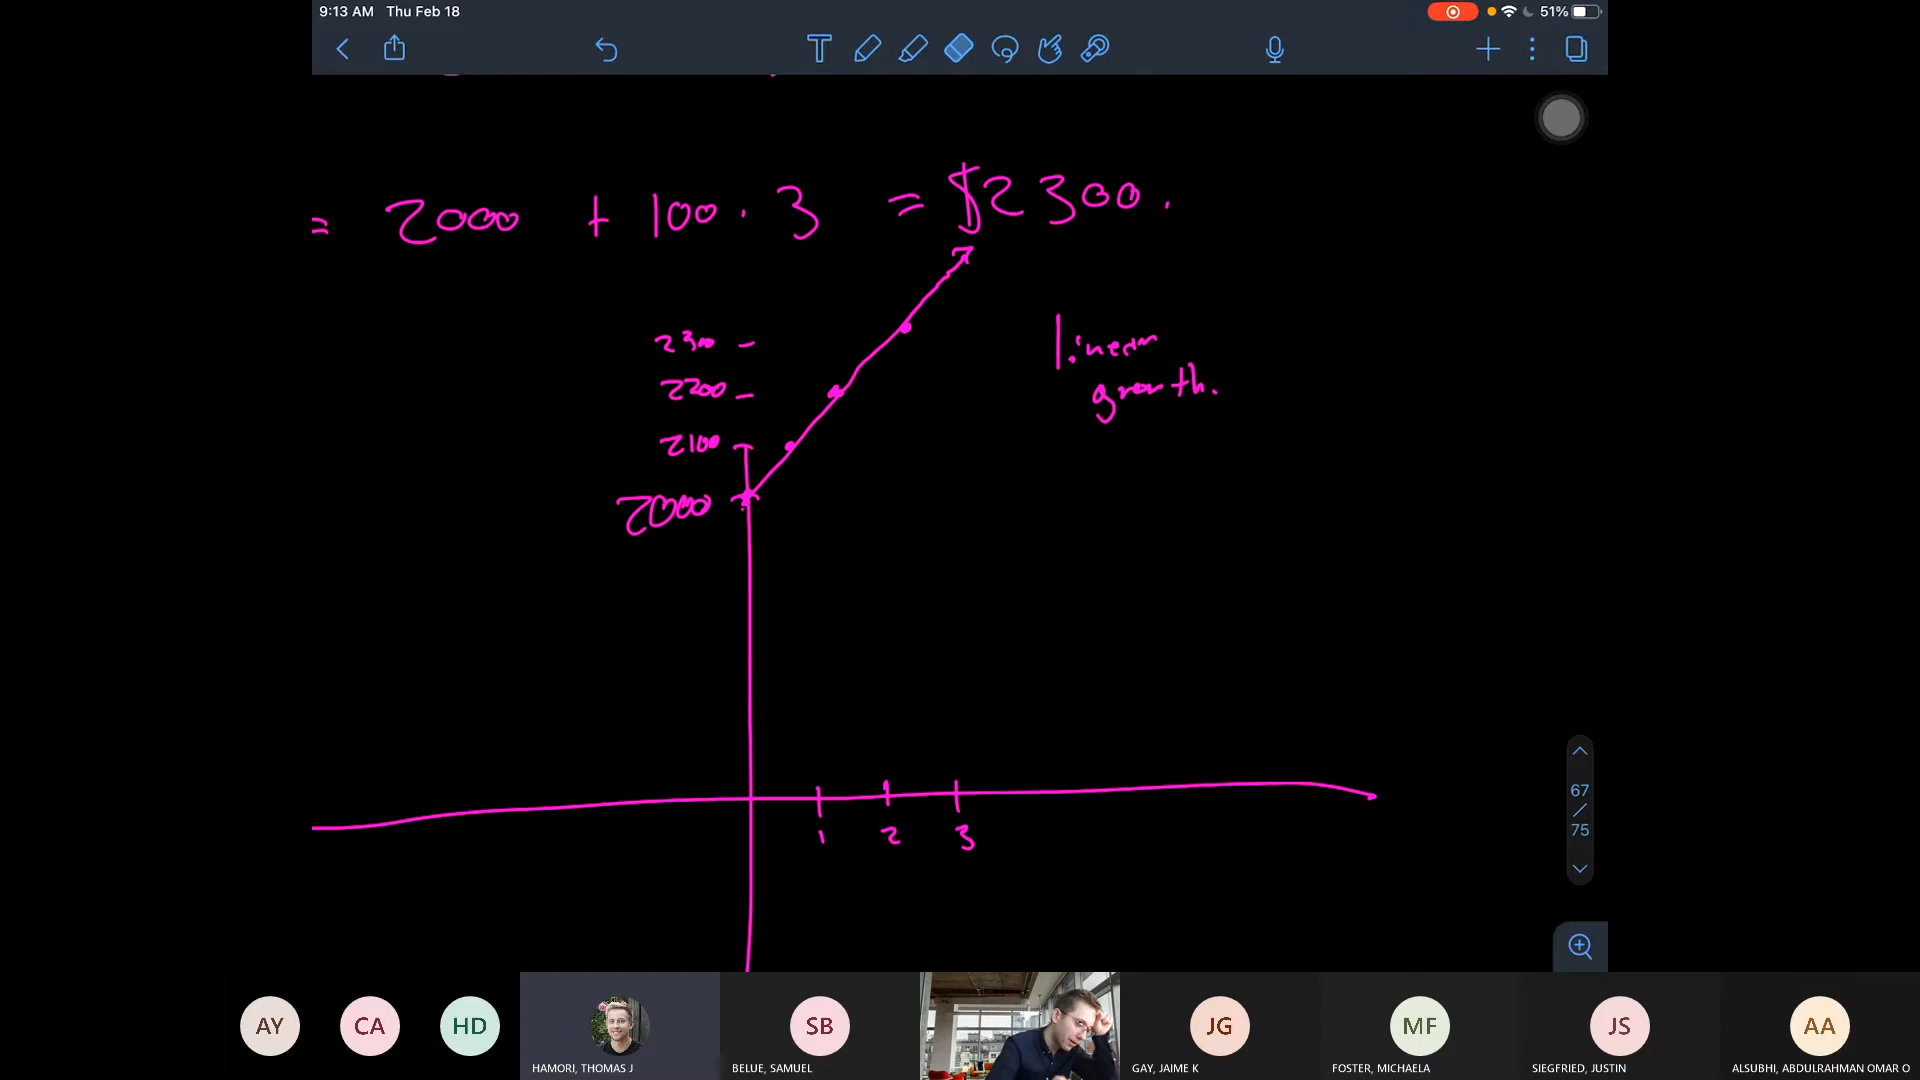 9:13 AM Thu Feb 18 51%
= 2000 + 100 · 3 = $2300.
2300
2200
2100
2000
linear
growth.
1 2 3
67
/
75
AY CA HD SB JG MF JS AA
HAMORI, THOMAS J BELUE, SAMUEL GAY, JAIME K FOSTER, MICHAELA SIEGFRIED, JUSTIN ALSUBHI, ABDULRAHMAN OMAR O